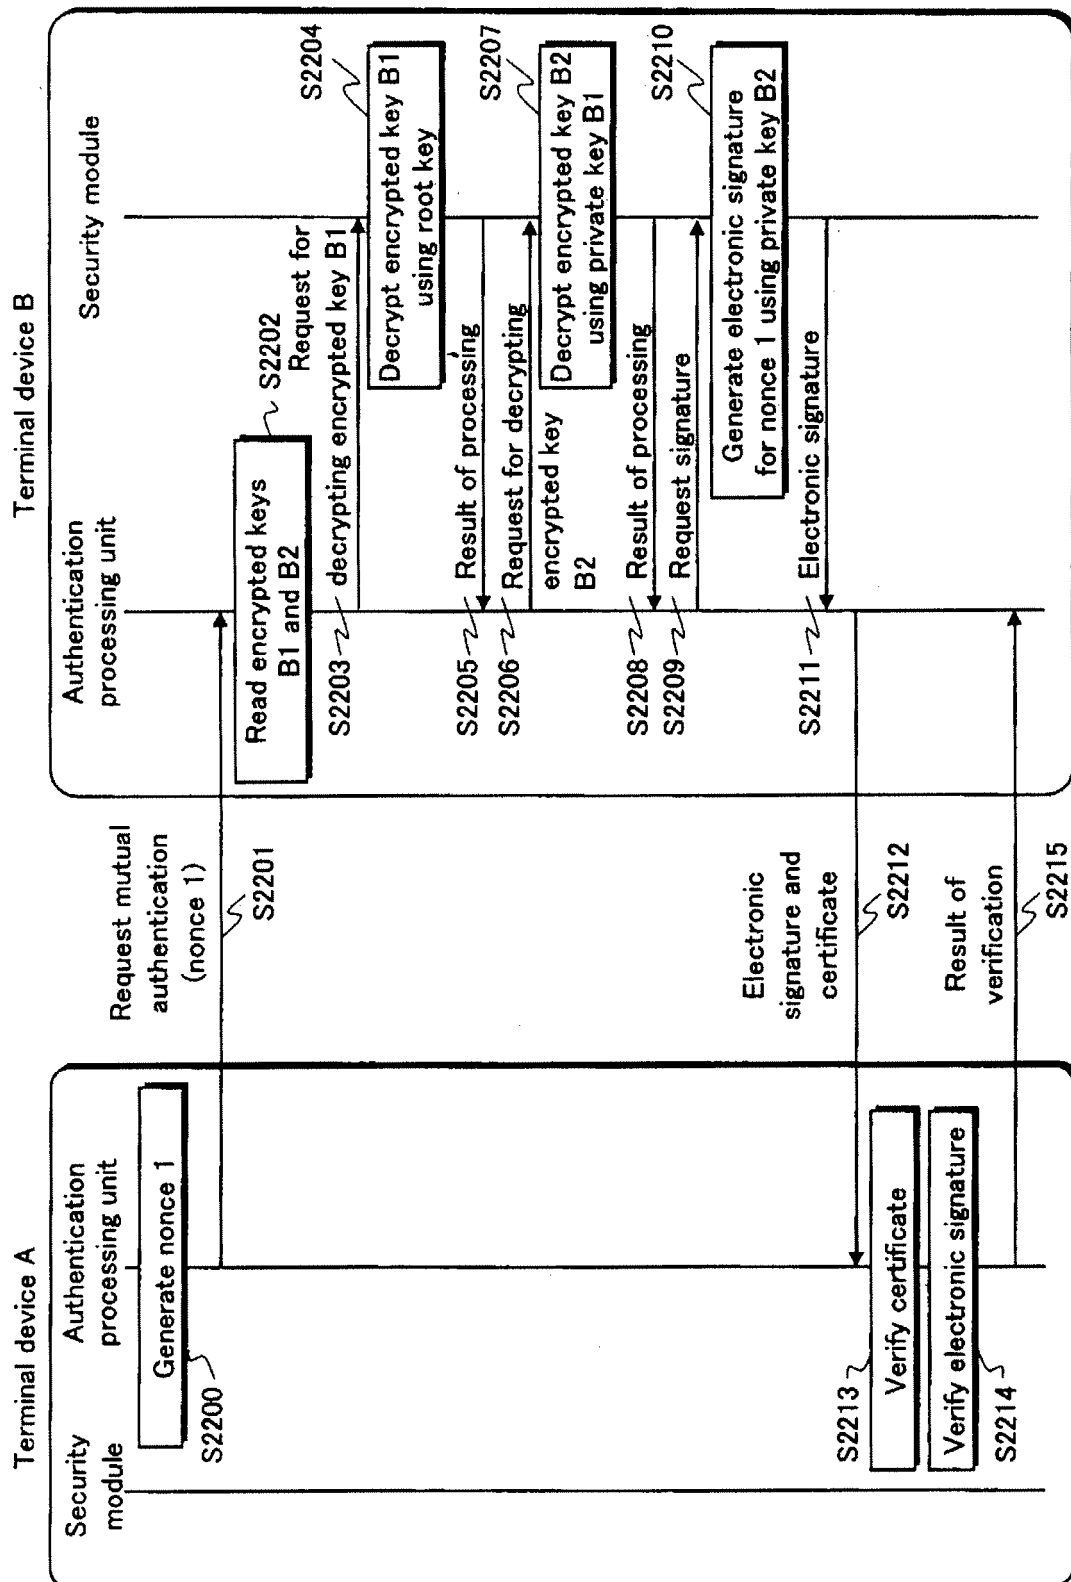 Terminal device A
Security
module
Authentication
processing unit
Generate nonce 1
S2200
Request mutual
authentication
(nonce 1)
S2201
Terminal device B
Authentication
processing unit
Security module
Read encrypted keys
B1 and B2
S2202
Request for
decrypting encrypted key B1
S2203
S2204
Decrypt encrypted key B1
using root key
S2205
Result of processing
S2206
Request for decrypting
encrypted key
B2
S2207
Decrypt encrypted key B2
using private key B1
S2208
Result of processing
S2209
Request signature
S2210
Generate electronic signature
for nonce 1 using private key B2
S2211
Electronic signature
Electronic
signature and
certificate
S2212
S2213
Verify certificate
Verify electronic signature
S2214
Result of
verification
S2215